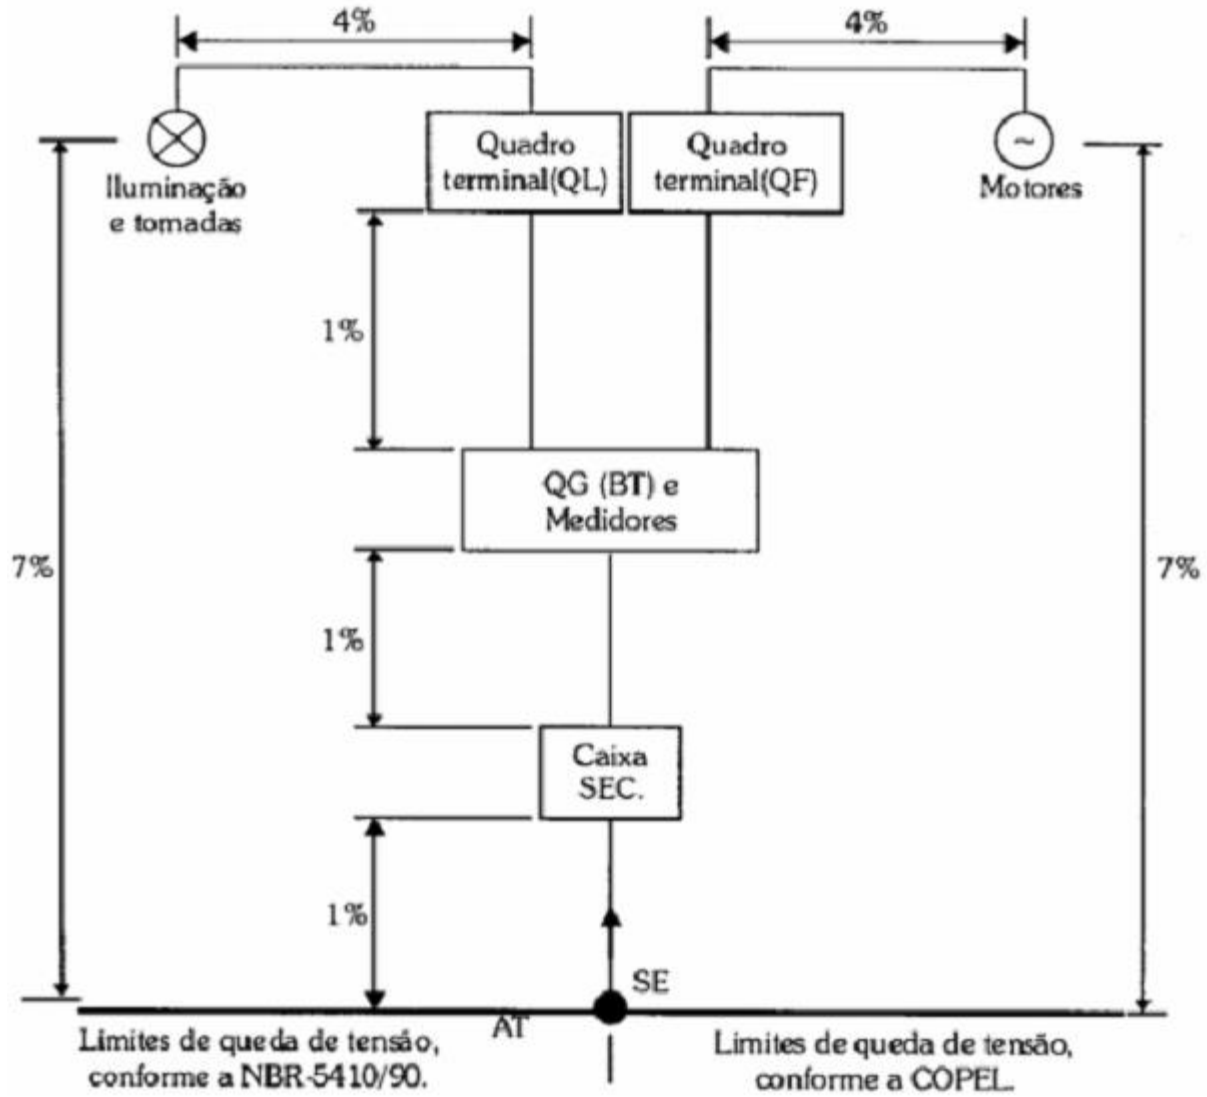 4%
4%
Quadro
terminal(QL)
Quadro
terminal(QF)
Iluminação
e tomadas
Motores
1%
QG (BT) e
Medidores
7%
7%
1%
Caixa
SEC.
1%
SE
AT
Limites de queda de tensão,
conforme a NBR-5410/90.
Limites de queda de tensão,
conforme a COPEL.